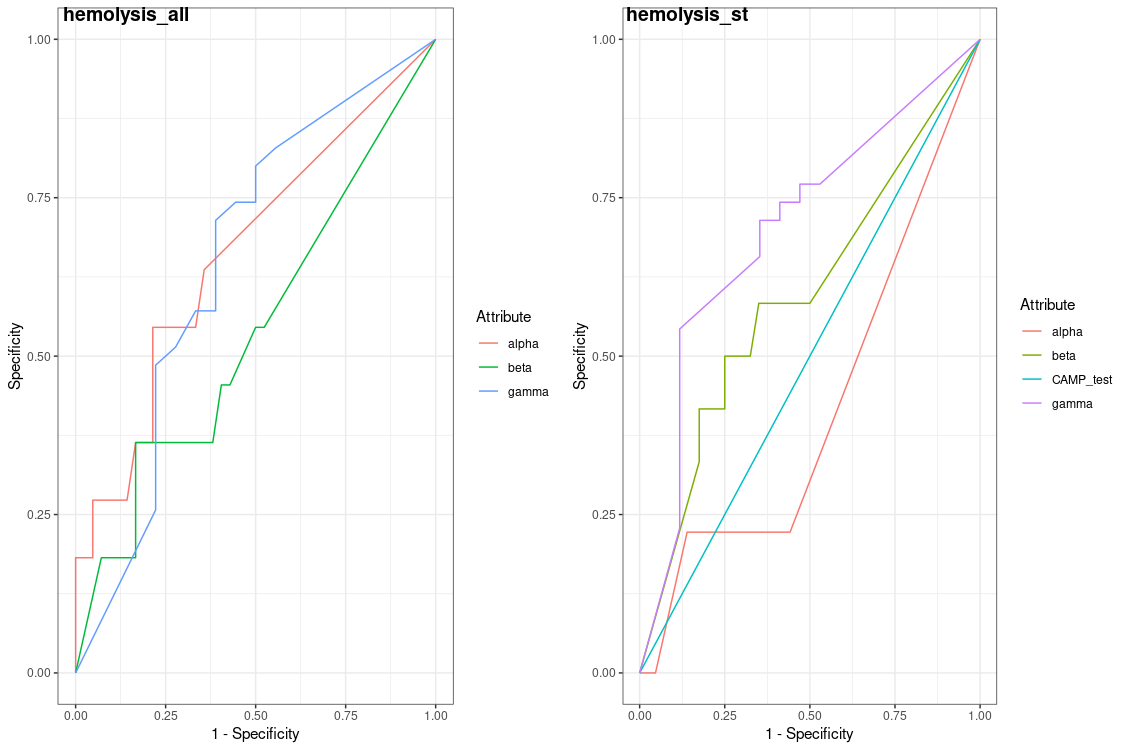 hemolysis_all
1.00
0.75
0.50
0.25
0.00
Specificity
0.00 0.25 0.50 0.75 1.00
1 - Specificity
Attribute
alpha
beta
gamma
hemolysis_st
1.00
0.75
0.50
0.25
0.00
Specificity
0.00 0.25 0.50 0.75 1.00
1 - Specificity
Attribute
alpha
beta
CAMP_test
gamma